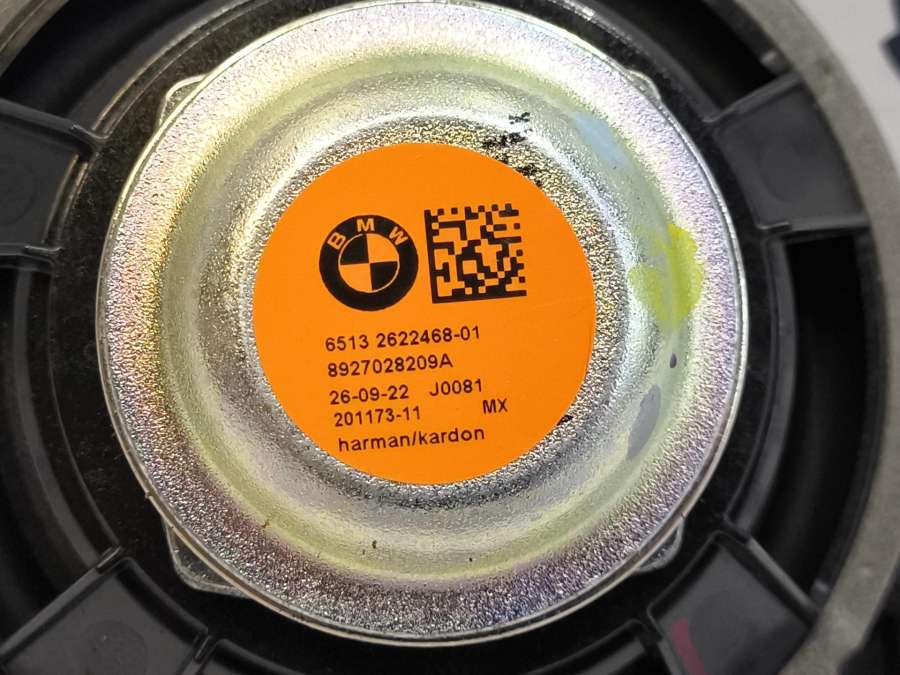 BMW
6513 2622468-01
8927028209A
26-09-22 J0081
201173-11 MX
harman/kardon